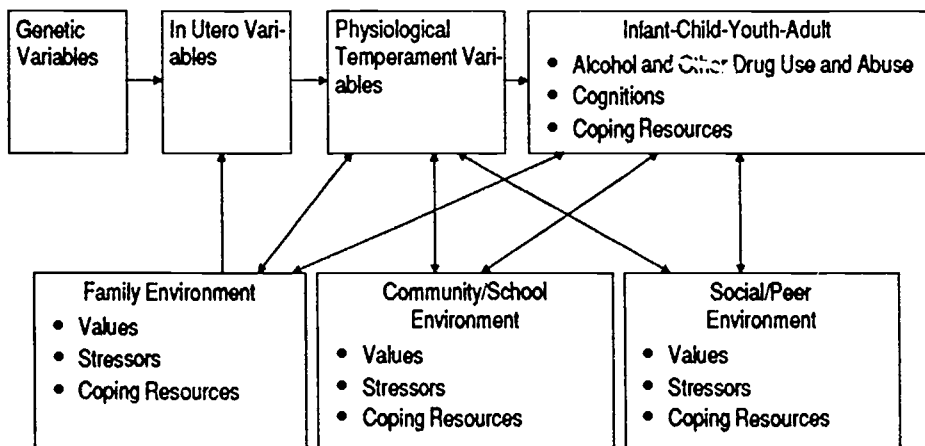 Genetic
Variables
In Utero Vari-
ables
Physiological
Temperament Vari-
ables
Infant-Child-Youth-Adult
• Alcohol and Other Drug Use and Abuse
• Cognitions
• Coping Resources
Family Environment
• Values
• Stressors
• Coping Resources
Community/School
Environment
• Values
• Stressors
• Coping Resources
Social/Peer
Environment
• Values
• Stressors
• Coping Resources